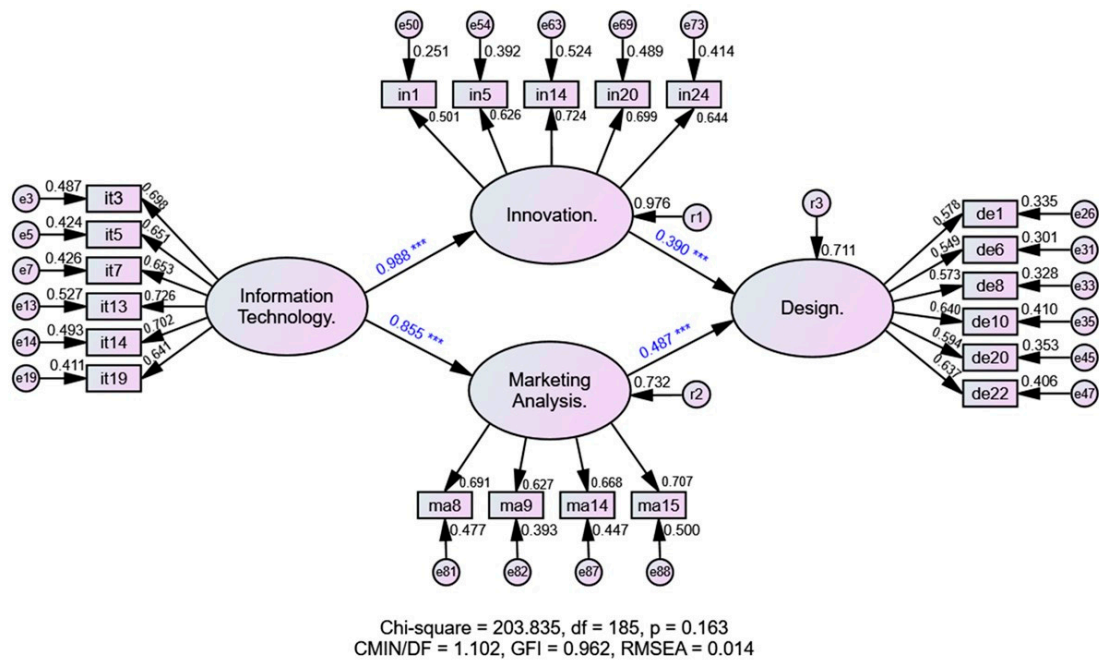 e50 e54 e63 e69 e73
0.251 0.392 0.524 0.489 0.414
in1 in5 in14 in20 in24
0.501 0.626 0.724 0.699 0.644
Innovation.
0.976 r1
0.988 ***
0.390 ***
e3 0.487 it3 0.698
e5 0.424 it5 0.651
e7 0.426 it7 0.653
e13 0.527 it13 0.726
e14 0.493 it14 0.702
e19 0.411 it19 0.641
Information
Technology.
r3
0.711
Design.
0.578 de1 0.335 e26
0.549 de6 0.301 e31
0.573 de8 0.328 e33
0.640 de10 0.410 e35
0.594 de20 0.353 e45
0.637 de22 0.406 e47
0.855 ***
0.487 ***
Marketing
Analysis.
0.732 r2
0.691 0.627 0.668 0.707
ma8 ma9 ma14 ma15
0.477 0.393 0.447 0.500
e81 e82 e87 e88
Chi-square = 203.835, df = 185, p = 0.163
CMIN/DF = 1.102, GFI = 0.962, RMSEA = 0.014